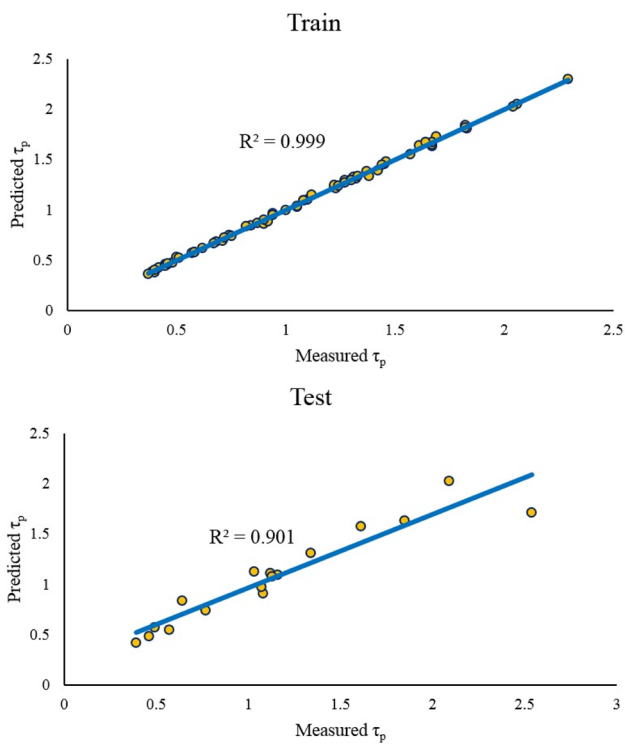 Train
2.5
2
1.5
1
0.5
0
Predicted τp
R² = 0.999
0 0.5 1 1.5 2 2.5
Measured τp
Test
2.5
2
1.5
1
0.5
0
Predicted τp
R² = 0.901
0 0.5 1 1.5 2 2.5 3
Measured τp